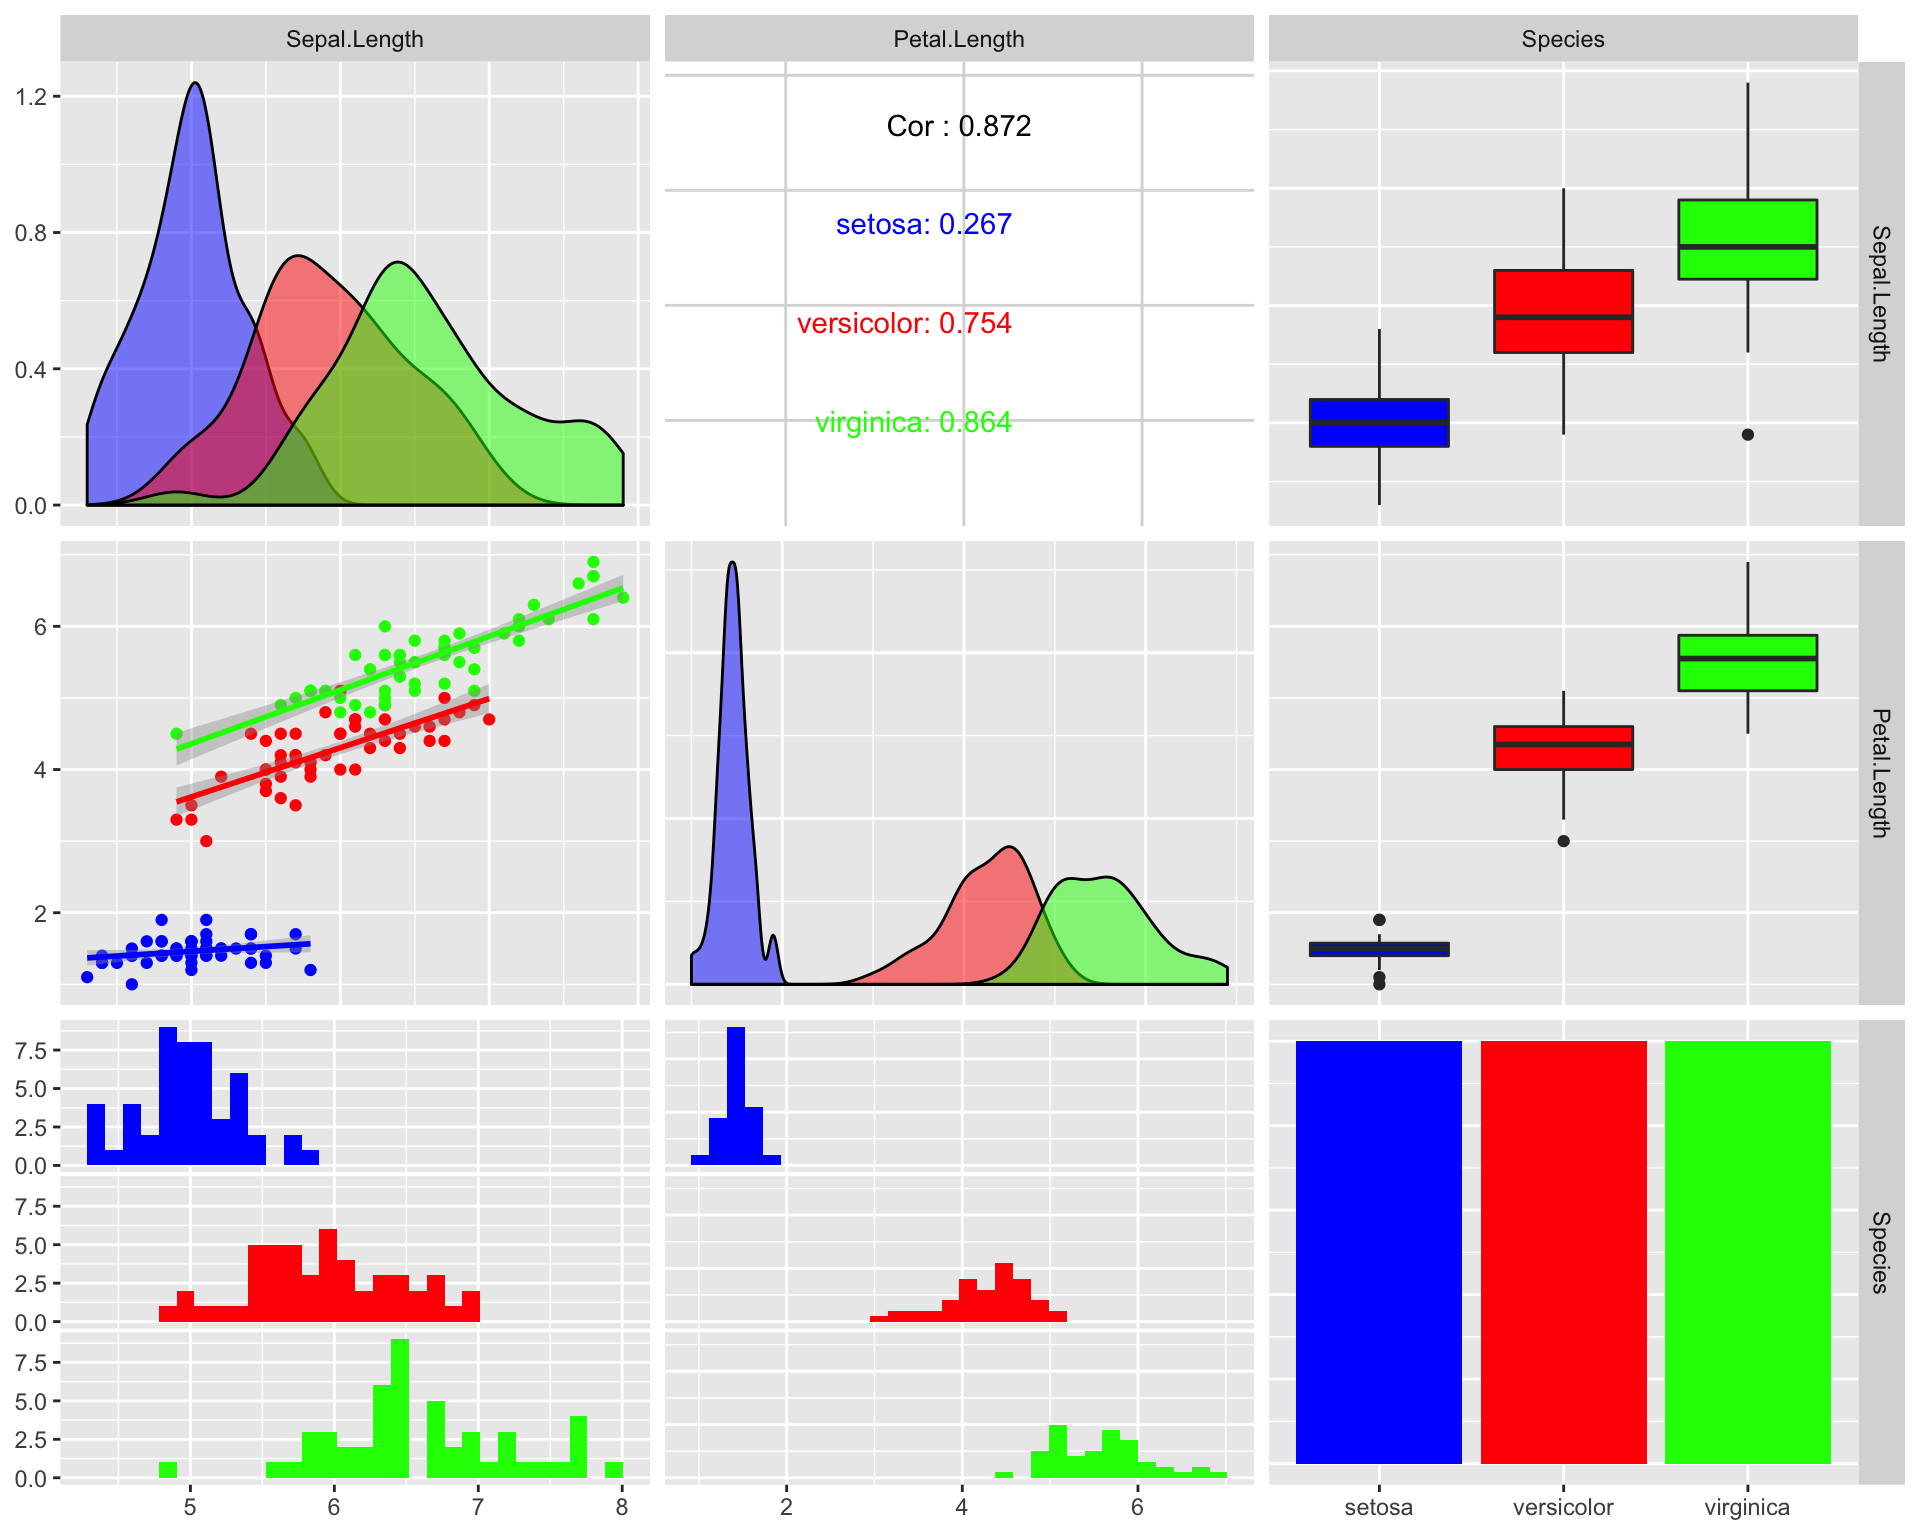 Sepal.Length
Petal.Length
Species
1.2
0.8
0.4
0.0
Cor : 0.872
setosa: 0.267
versicolor: 0.754
virginica: 0.864
Sepal.Length
6
4
2
Petal.Length
7.5
5.0
2.5
0.0
7.5
5.0
2.5
0.0
7.5
5.0
2.5
0.0
Species
5 6 7 8
2 4 6
setosa versicolor virginica